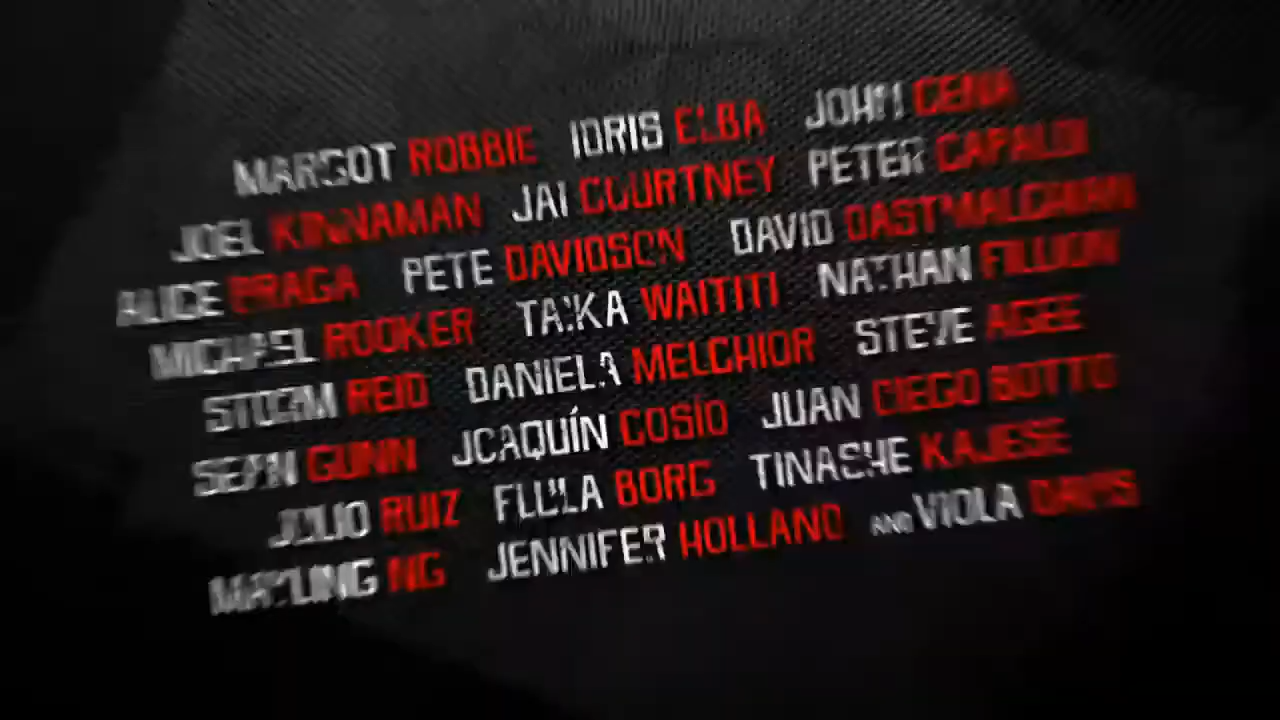 MARGOT ROBBIE IDRIS ELBA JOHN CENA
JOEL KINNAMAN JAI COURTNEY PETER CAPALDI
ALICE BRAGA PETE DAVIDSON DAVID DASTMALCHIAN
MICHAEL ROOKER TAIKA WAITITI NATHAN FILLION
STORM REID DANIELA MELCHIOR STEVE AGEE
SEAN GUNN JOAQUÍN COSÍO JUAN DIEGO BOTTO
JULIO RUIZ FLULA BORG TINASHE KAJESE
MAYLING NG JENNIFER HOLLAND AND VIOLA DAVIS